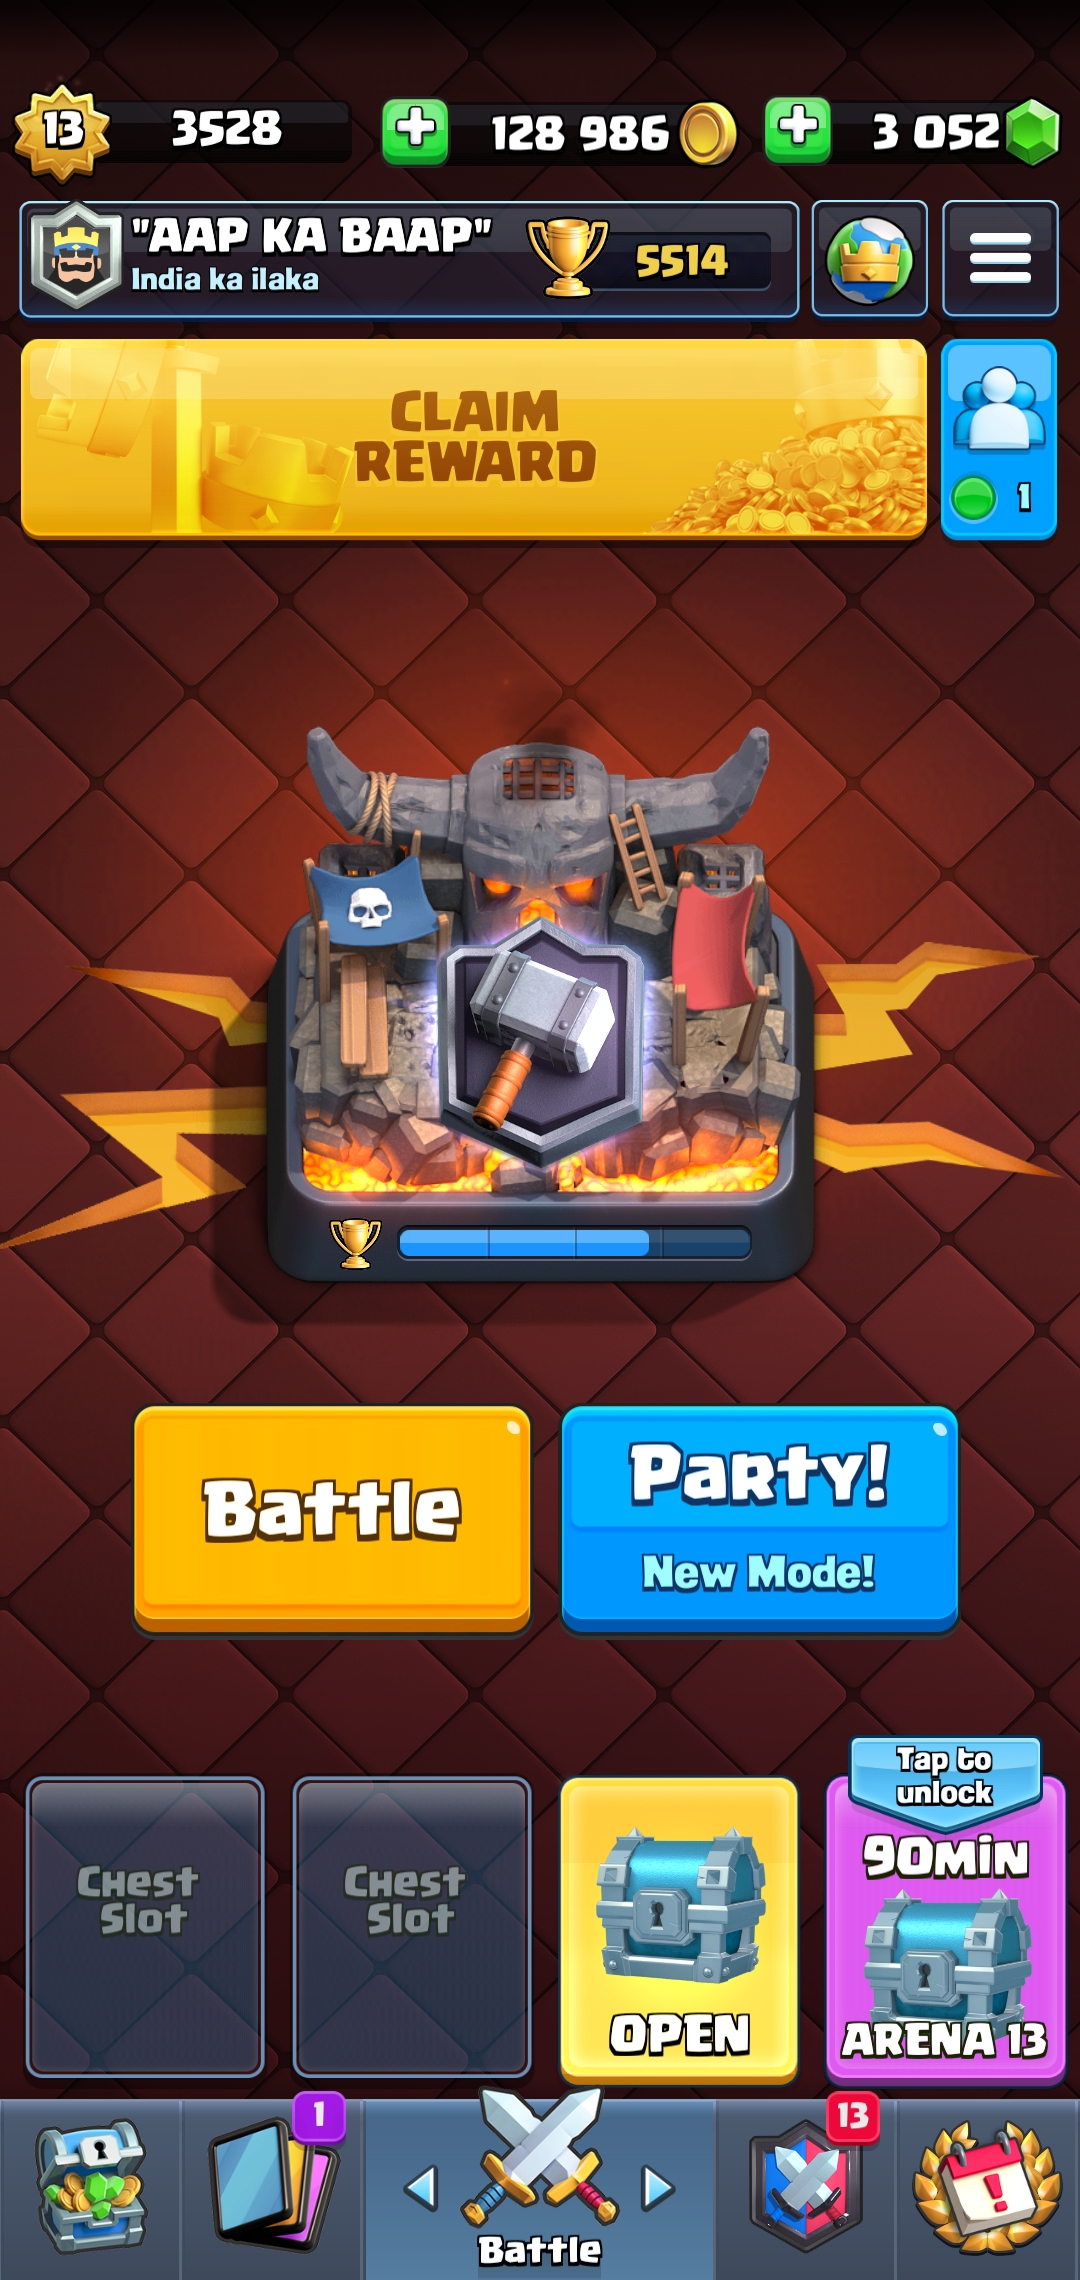 13
3528
128 986
3 052
"AAP KA BAAP"
India ka ilaka
5514
CLAIM
REWARD
1
Battle
Party!
New Mode!
Chest
Slot
Chest
Slot
OPEN
Tap to
unlock
90min
ARENA 13
1
Battle
13